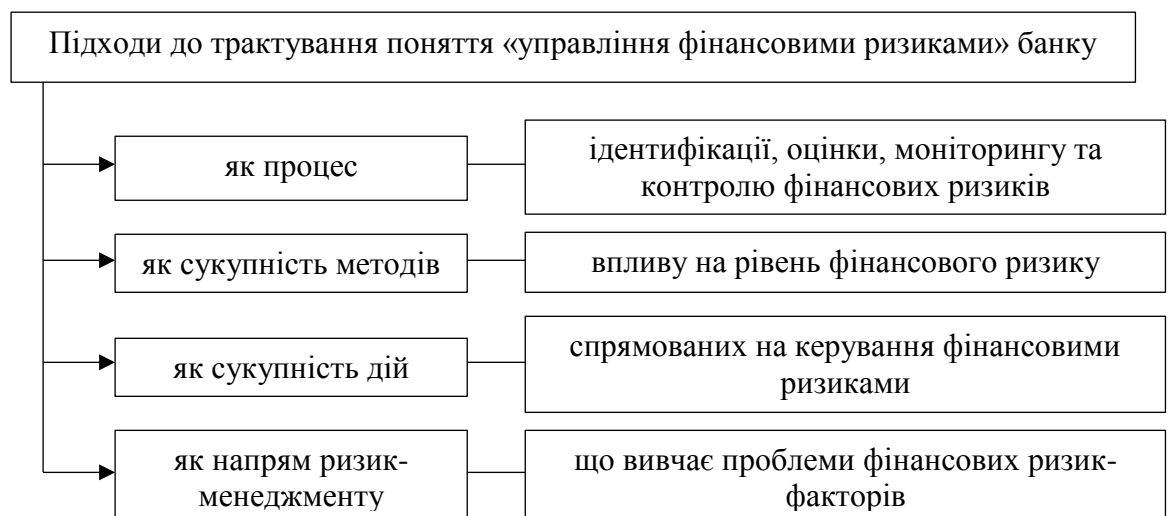 Підходи до трактування поняття «управління фінансовими ризиками» банку
як процес
ідентифікації, оцінки, моніторингу та
контролю фінансових ризиків
як сукупність методів
впливу на рівень фінансового ризику
як сукупність дій
спрямованих на керування фінансовими
ризиками
як напрям ризик-
менеджменту
що вивчає проблеми фінансових ризик-
факторів